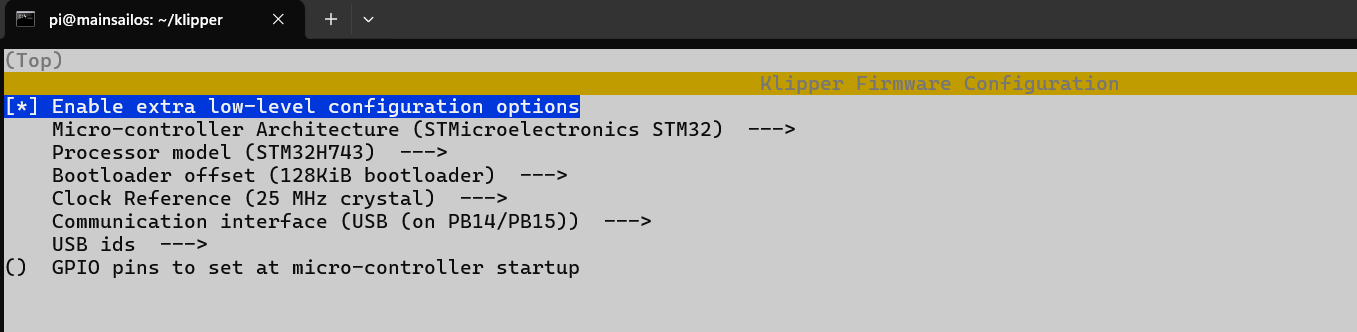 pi@mainsailos: ~/klipper
(Top)
Klipper Firmware Configuration
[*] Enable extra low-level configuration options
Micro-controller Architecture (STMicroelectronics STM32)  --->
Processor model (STM32H743)  --->
Bootloader offset (128KiB bootloader)  --->
Clock Reference (25 MHz crystal)  --->
Communication interface (USB (on PB14/PB15))  --->
USB ids  --->
()  GPIO pins to set at micro-controller startup